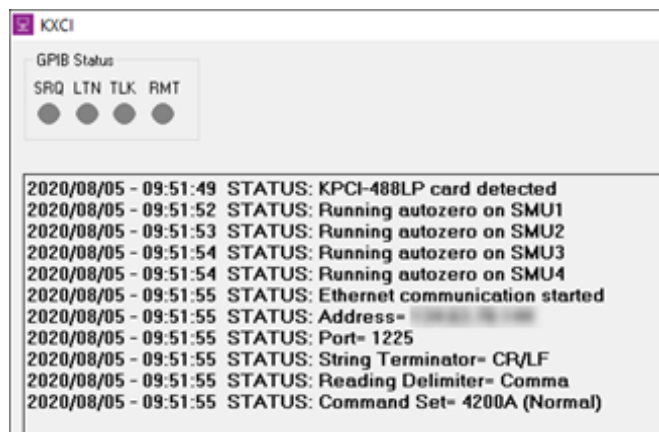 KXCI
GPIB Status
SRQ LTN TLK RMT
2020/08/05 - 09:51:49 STATUS: KPCI-488LP card detected
2020/08/05 - 09:51:52 STATUS: Running autozero on SMU1
2020/08/05 - 09:51:53 STATUS: Running autozero on SMU2
2020/08/05 - 09:51:54 STATUS: Running autozero on SMU3
2020/08/05 - 09:51:54 STATUS: Running autozero on SMU4
2020/08/05 - 09:51:55 STATUS: Ethernet communication started
2020/08/05 - 09:51:55 STATUS: Address=
2020/08/05 - 09:51:55 STATUS: Port= 1225
2020/08/05 - 09:51:55 STATUS: String Terminator= CR/LF
2020/08/05 - 09:51:55 STATUS: Reading Delimiter= Comma
2020/08/05 - 09:51:55 STATUS: Command Set= 4200A (Normal)